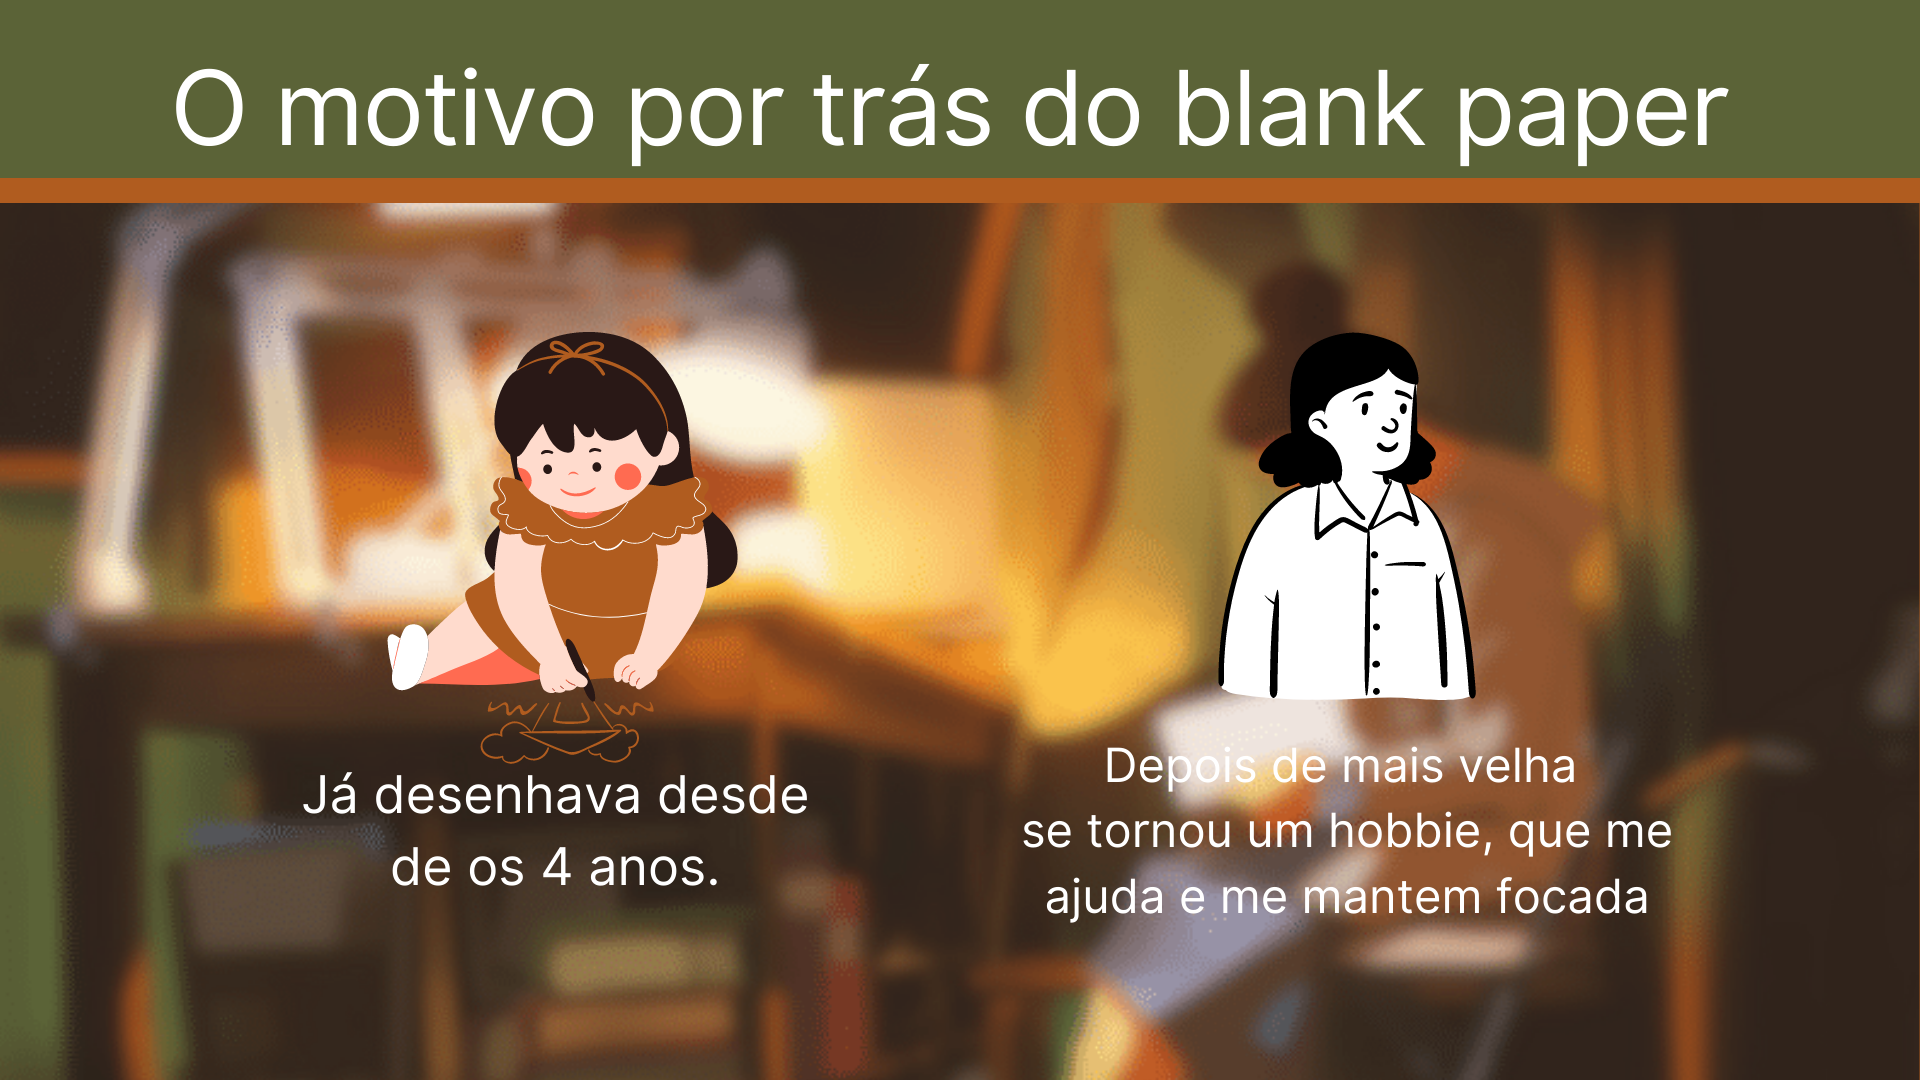 O motivo por trás do blank paper
Já desenhava desde
de os 4 anos.
Depois de mais velha
se tornou um hobbie, que me
ajuda e me mantem focada